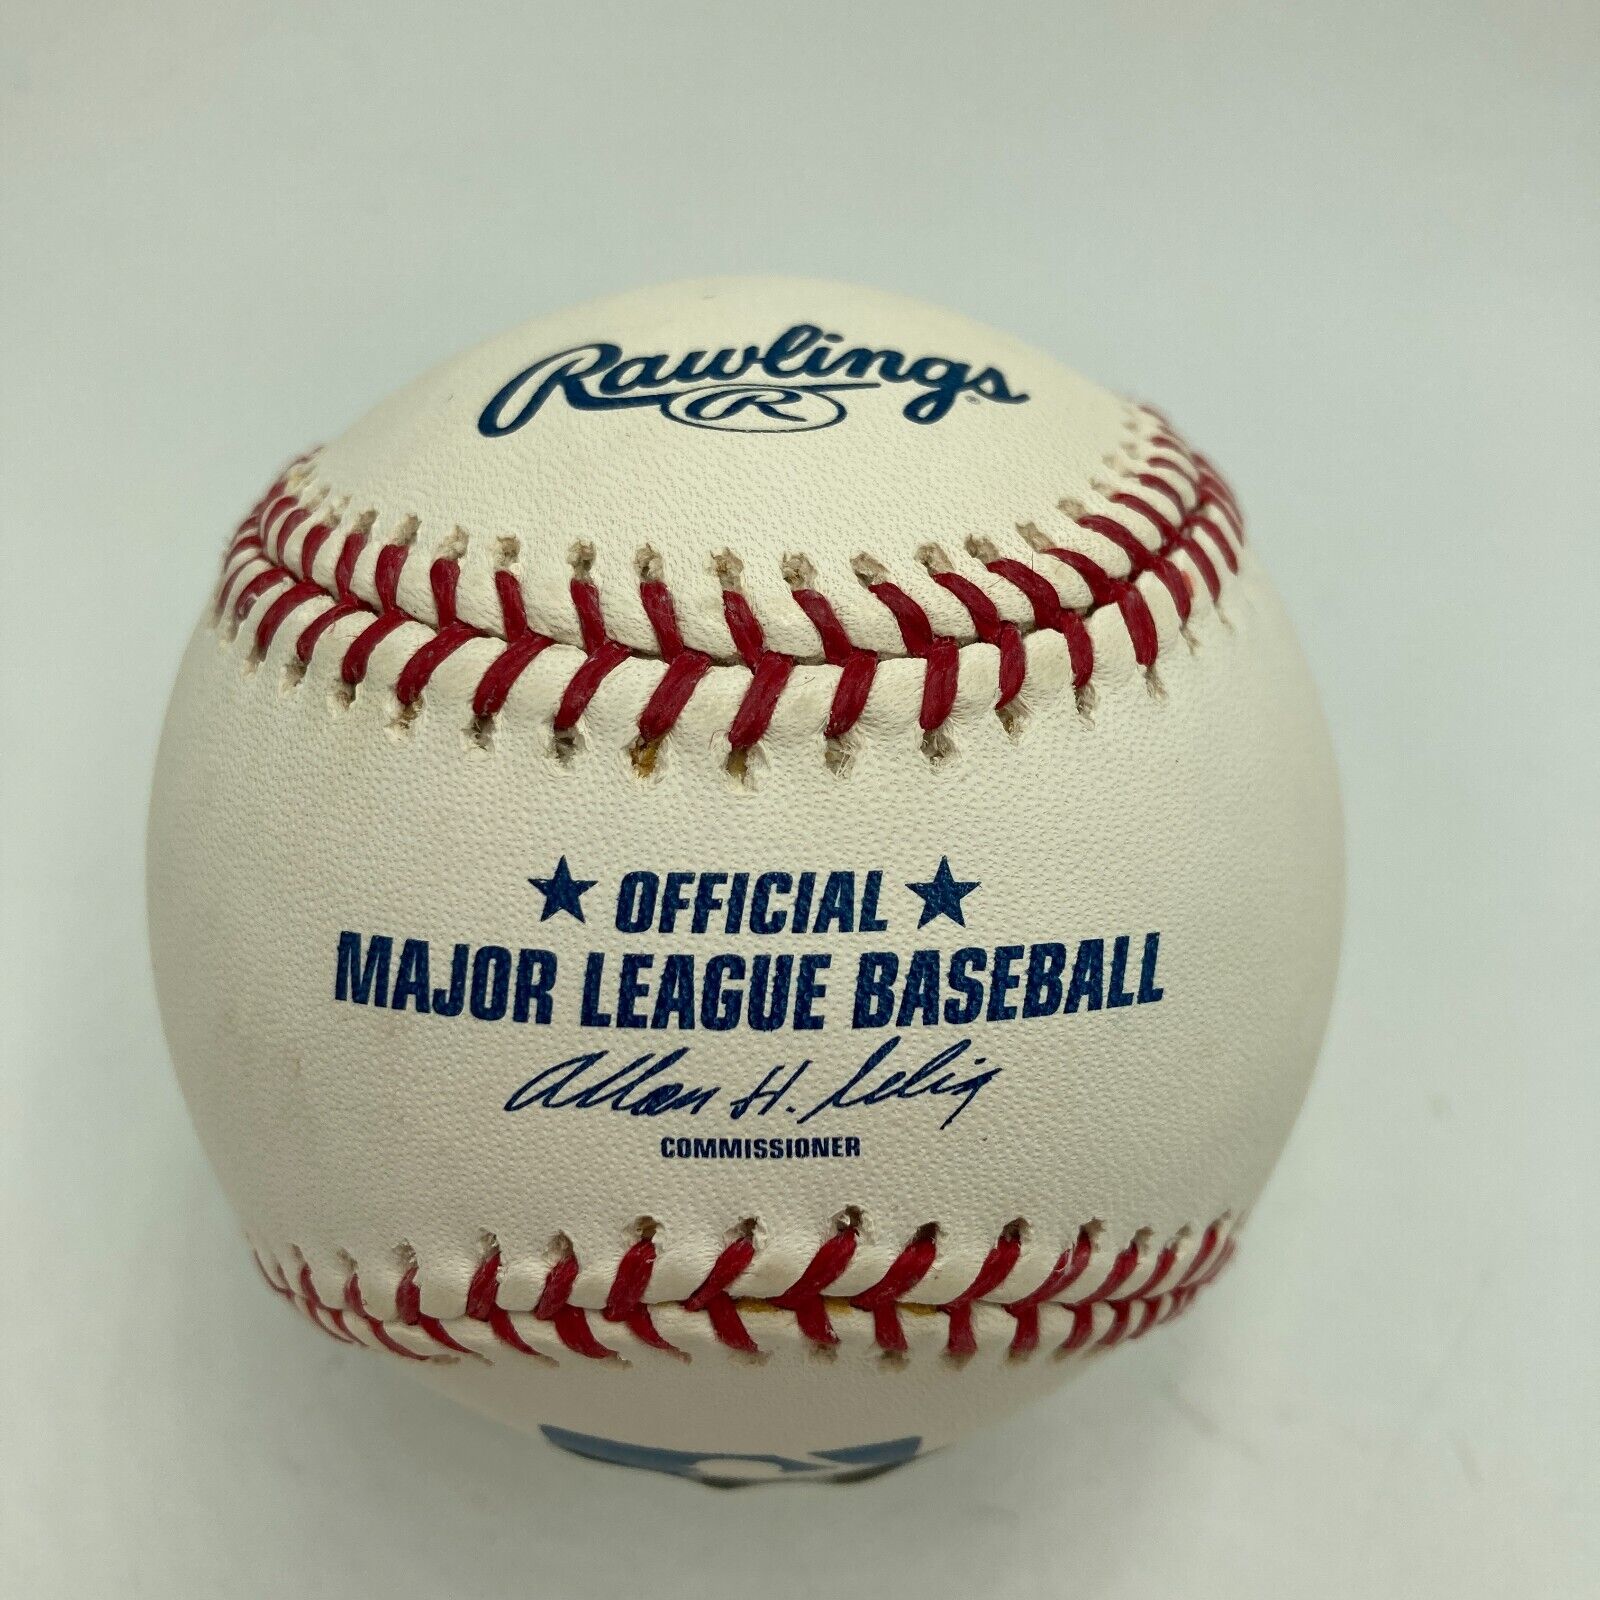 Rawlings
R
OFFICIAL
MAJOR LEAGUE BASEBALL
Allan H. Selig
COMMISSIONER